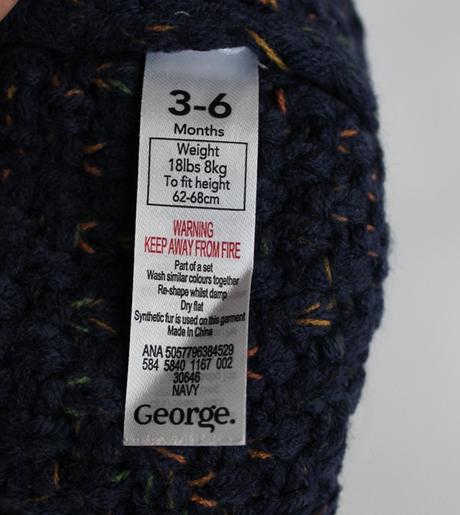 3-6
Months
Weight
18lbs 8kg
To fit height
62-68cm
WARNING
KEEP AWAY FROM FIRE
Part of a set
Wash similar colours together
Re-shape whilst damp
Dry flat
Synthetic fur is used on this garment
Made In China
ANA 5057796384529
584 5840 1167 002
30646
NAVY
George.